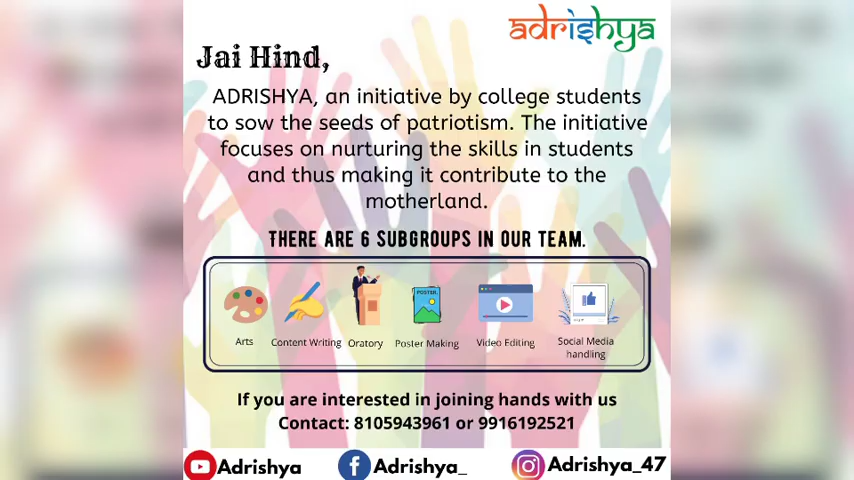 adrishya
Jai Hind,
ADRISHYA, an initiative by college students
to sow the seeds of patriotism. The initiative
focuses on nurturing the skills in students
and thus making it contribute to the
motherland.
THERE ARE 6 SUBGROUPS IN OUR TEAM.
POSTER
Arts
Content Writing
Oratory
Poster Making
Video Editing
Social Media
handling
If you are interested in joining hands with us
Contact: 8105943961 or 9916192521
Adrishya
Adrishya_
Adrishya_47